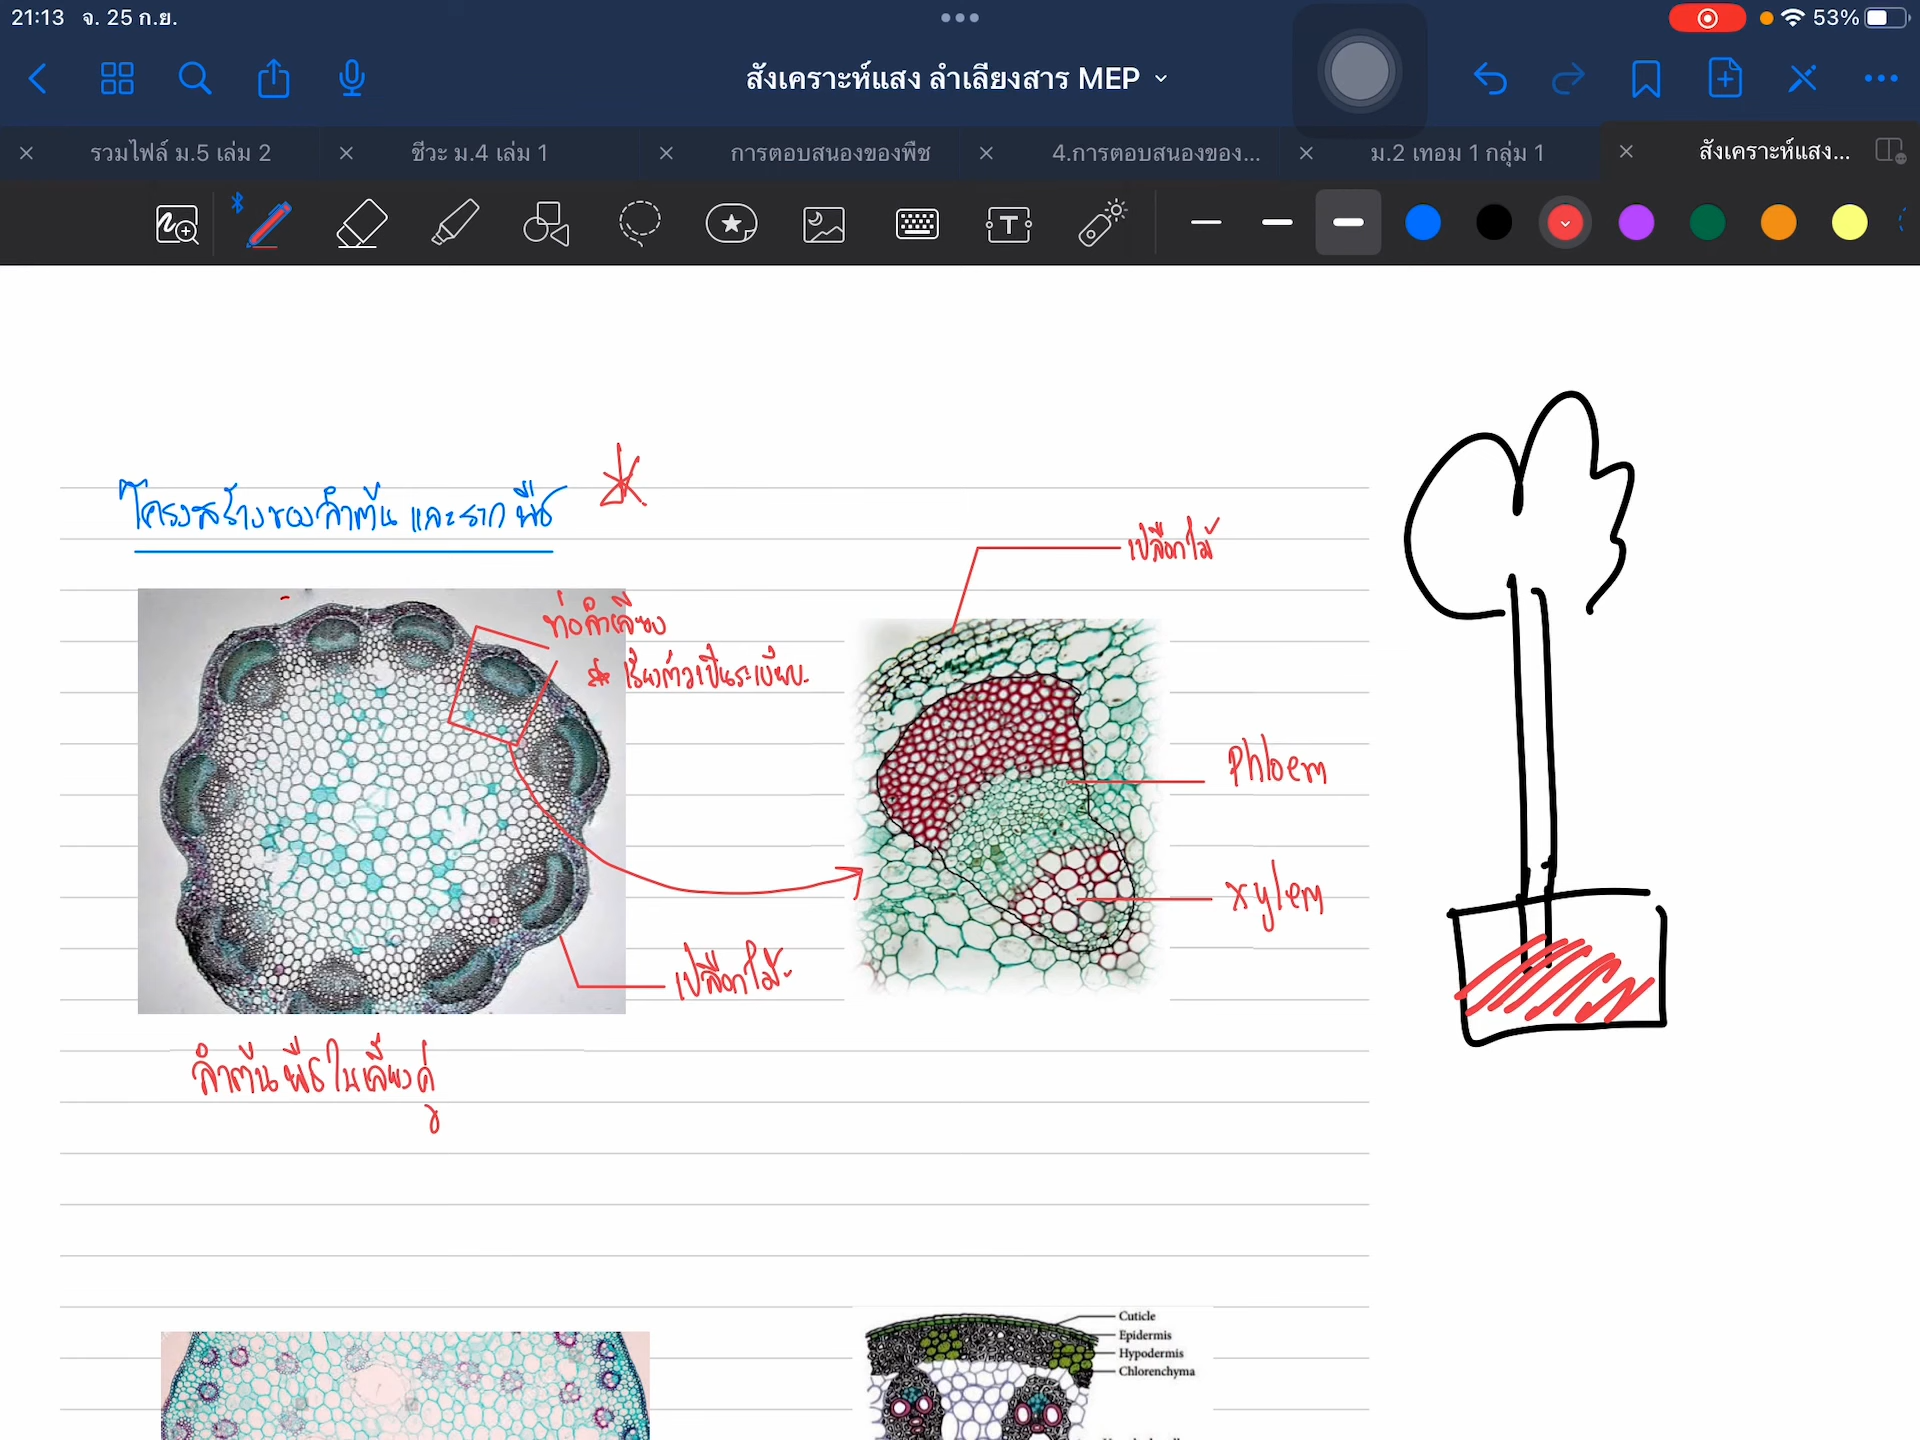 21:13 จ. 25 ก.ย.
53%
สังเคราะห์แสง ลำเลียงสาร MEP
รวมไฟล์ ม.5 เล่ม 2
ชีวะ ม.4 เล่ม 1
การตอบสนองของพืช
4.การตอบสนองของ...
ม.2 เทอม 1 กลุ่ม 1
สังเคราะห์แสง...
โครงสร้างของลำต้น และราก พืช
เปลือกไม้
ท่อลำเลียง
เรียงตัวเป็นระเบียบ
Phloem
xylem
เปลือกไม้
ลำต้น พืชใบเลี้ยงคู่
Cuticle
Epidermis
Hypodermis
Chlorenchyma